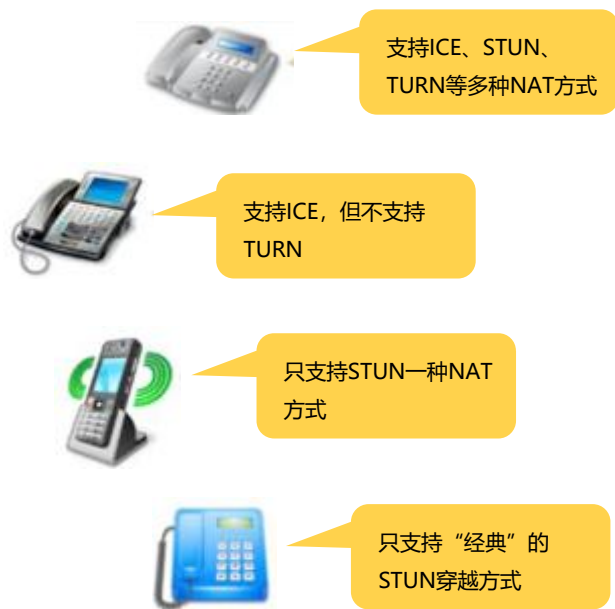 支持ICE、STUN、
TURN等多种NAT方式
支持ICE，但不支持
TURN
只支持STUN一种NAT
方式
只支持“经典”的
STUN穿越方式